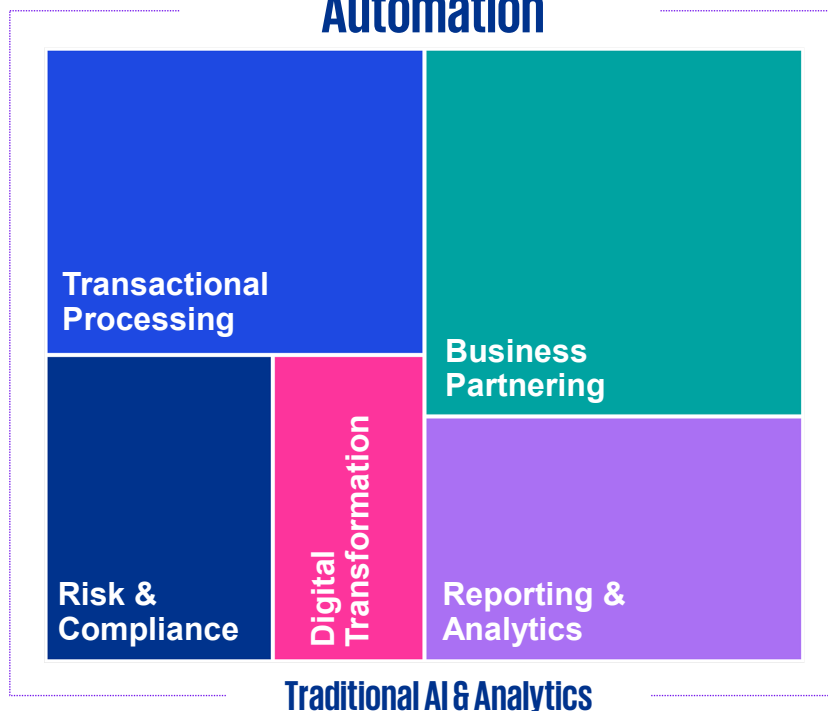 Automation
Transactional
Processing
Business
Partnering
Risk &
Compliance
Digital
Transformation
Reporting &
Analytics
Traditional AI & Analytics